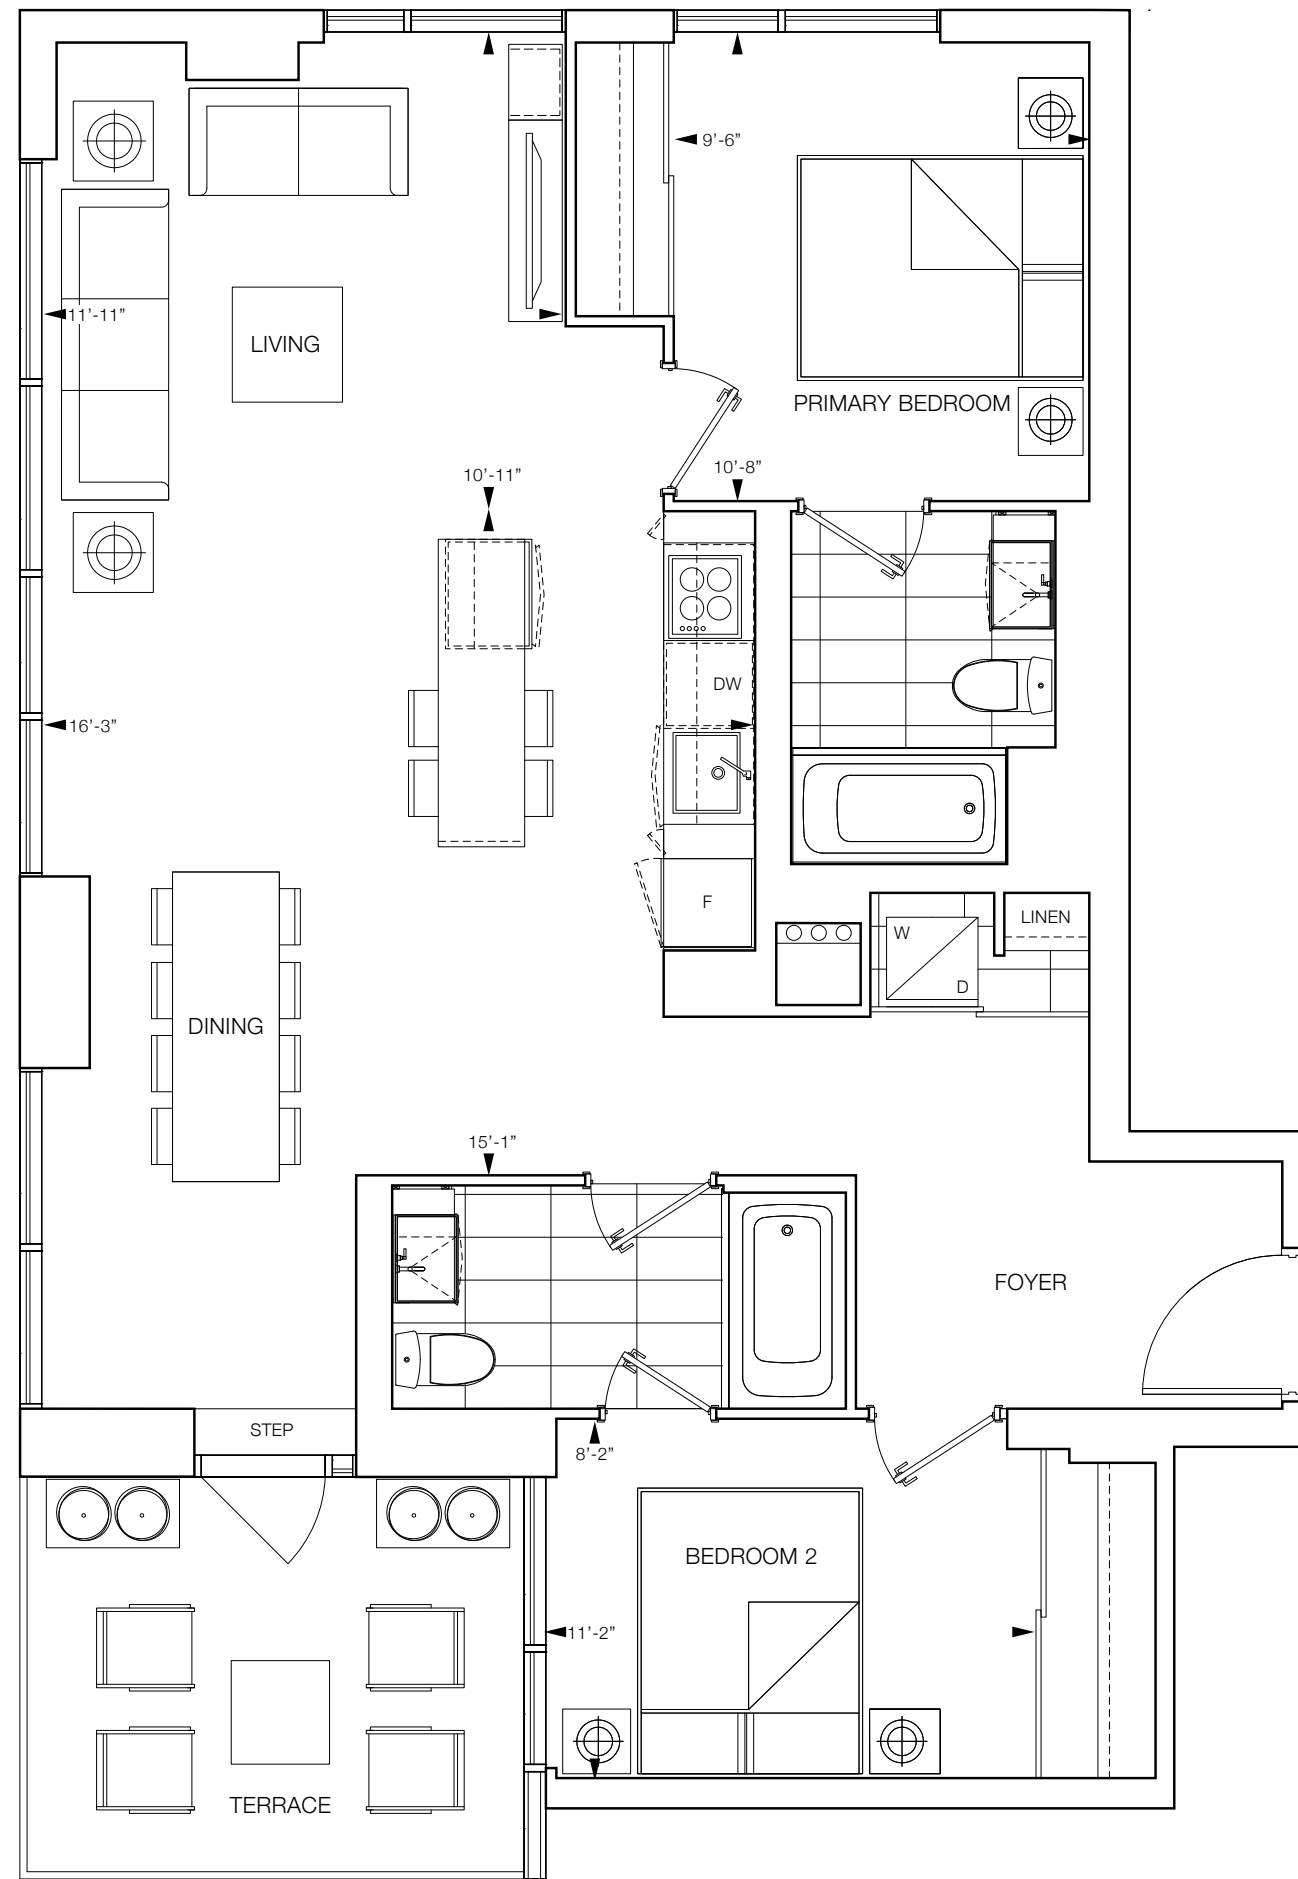 9'-6"
11'-11"
LIVING
PRIMARY BEDROOM
10'-11"
10'-8"
DW
16'-3"
F
LINEN
W
D
DINING
15'-1"
FOYER
STEP
8'-2"
BEDROOM 2
11'-2"
TERRACE